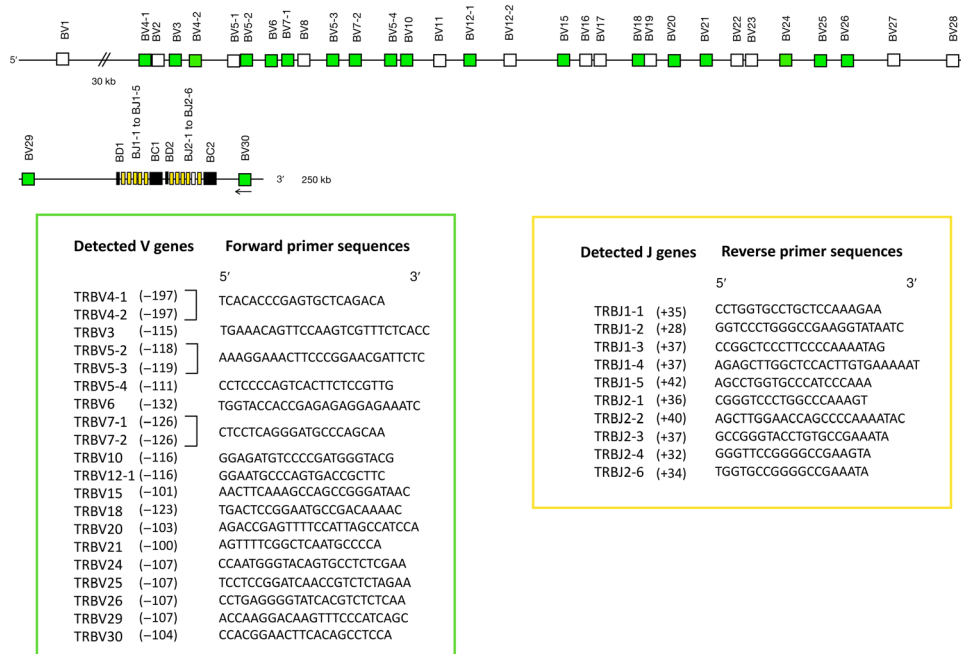 BV1 BV4-1 BV2 BV3 BV4-2 BV5-1 BV5-2 BV6 BV7-1 BV8 BV5-3 BV7-2 BV5-4 BV10 BV11 BV12-1 BV12-2 BV15 BV16 BV17 BV18 BV19 BV20 BV21 BV22 BV23 BV24 BV25 BV26 BV27 BV28
5′
30 kb
BV29 BD1 BJ1-1 to BJ1-5 BC1 BD2 BJ2-1 to BJ2-6 BC2 BV30
3′ 250 kb
Detected V genes Forward primer sequences
5′ 3′
TRBV4-1 (–197)
TCACACCCGAGTGCTCAGACA
TRBV4-2 (–197)
TRBV3 (–115) TGAAACAGTTCCAAGTCGTTTCTCACC
TRBV5-2 (–118)
AAAGGAAACTTCCCGGAACGATTCTC
TRBV5-3 (–119)
TRBV5-4 (–111) CCTCCCCAGTCACTTCTCCGTTG
TRBV6 (–132) TGGTACCACCGAGAGAGGAGAAATC
TRBV7-1 (–126)
CTCCTCAGGGATGCCCAGCAA
TRBV7-2 (–126)
TRBV10 (–116) GGAGATGTCCCCGATGGGTACG
TRBV12-1 (–116) GGAATGCCCAGTGACCGCTTC
TRBV15 (–101) AACTTCAAAGCCAGCCGGGATAAC
TRBV18 (–123) TGACTCCGGAATGCCGACAAAAC
TRBV20 (–103) AGACCGAGTTTTCCATTAGCCATCCA
TRBV21 (–100) AGTTTTCGGCTCAATGCCCCA
TRBV24 (–107) CCAATGGGTACAGTGCCTCTCGAA
TRBV25 (–107) TCCTCCGGATCAACCGTCTCTAGAA
TRBV26 (–107) CCTGAGGGGTATCACGTCTCTCAA
TRBV29 (–107) ACCAAGGACAAGTTTCCCATCAGC
TRBV30 (–104) CCACGGAACTTCACAGCCTCCA
Detected J genes Reverse primer sequences
5′ 3′
TRBJ1-1 (+35) CCTGGTGCCTGCTCCAAAGAA
TRBJ1-2 (+28) GGTCCCTGGGCCGAAGGTATAATC
TRBJ1-3 (+37) CCGGCTCCCTTCCCCAAAATAG
TRBJ1-4 (+37) AGAGCTTGGCTCCACTTGTGAAAAAT
TRBJ1-5 (+42) AGCCTGGTGCCCATCCCAAA
TRBJ2-1 (+36) CGGGTCCCTGGCCCAAAGT
TRBJ2-2 (+40) AGCTTGGAACCAGCCCCAAAATAC
TRBJ2-3 (+37) GCCGGGTACCTGTGCCGAAATA
TRBJ2-4 (+32) GGGTTCCGGGGCCGAAGTA
TRBJ2-6 (+34) TGGTGCCGGGGCCGAAATA